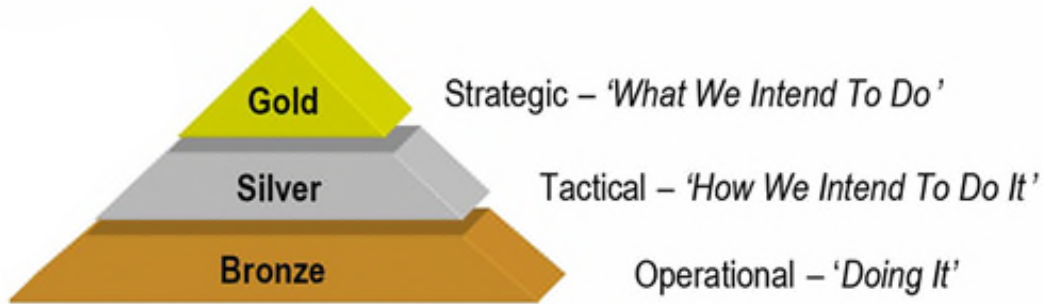 Gold
Strategic – ‘What We Intend To Do’
Silver
Tactical – ‘How We Intend To Do It’
Bronze
Operational – ‘Doing It’